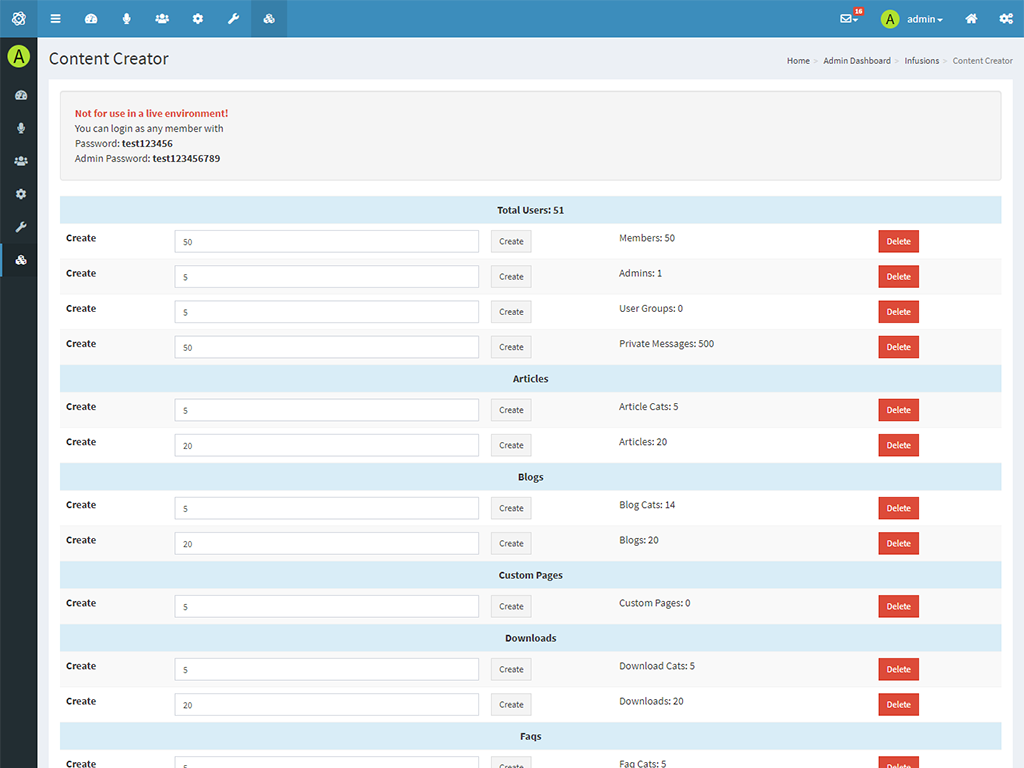 16
A admin
A Content Creator Home > Admin Dashboard > Infusions > Content Creator
Not for use in a live environment!
You can login as any member with
Password: test123456
Admin Password: test123456789
Total Users: 51
Create 50 Create Members: 50 Delete
Create 5 Create Admins: 1 Delete
Create 5 Create User Groups: 0 Delete
Create 50 Create Private Messages: 500 Delete
Articles
Create 5 Create Article Cats: 5 Delete
Create 20 Create Articles: 20 Delete
Blogs
Create 5 Create Blog Cats: 14 Delete
Create 20 Create Blogs: 20 Delete
Custom Pages
Create 5 Create Custom Pages: 0 Delete
Downloads
Create 5 Create Download Cats: 5 Delete
Create 20 Create Downloads: 20 Delete
Faqs
Create 5 Create Faq Cats: 5 Delete